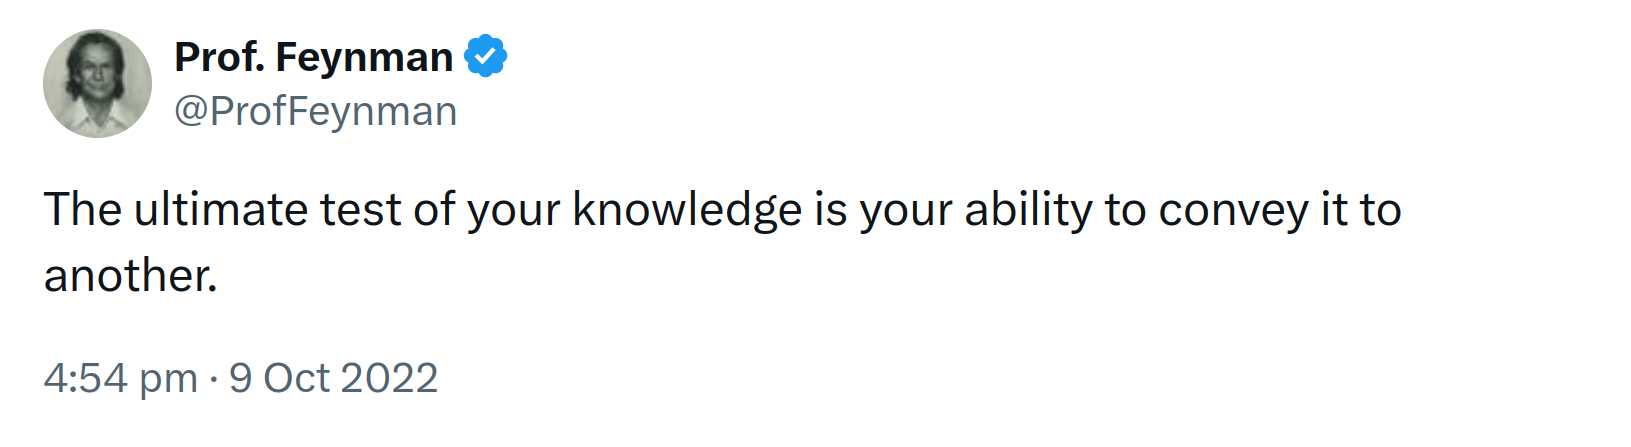 Prof. Feynman
@ProfFeynman
The ultimate test of your knowledge is your ability to convey it to
another.
4:54 pm · 9 Oct 2022